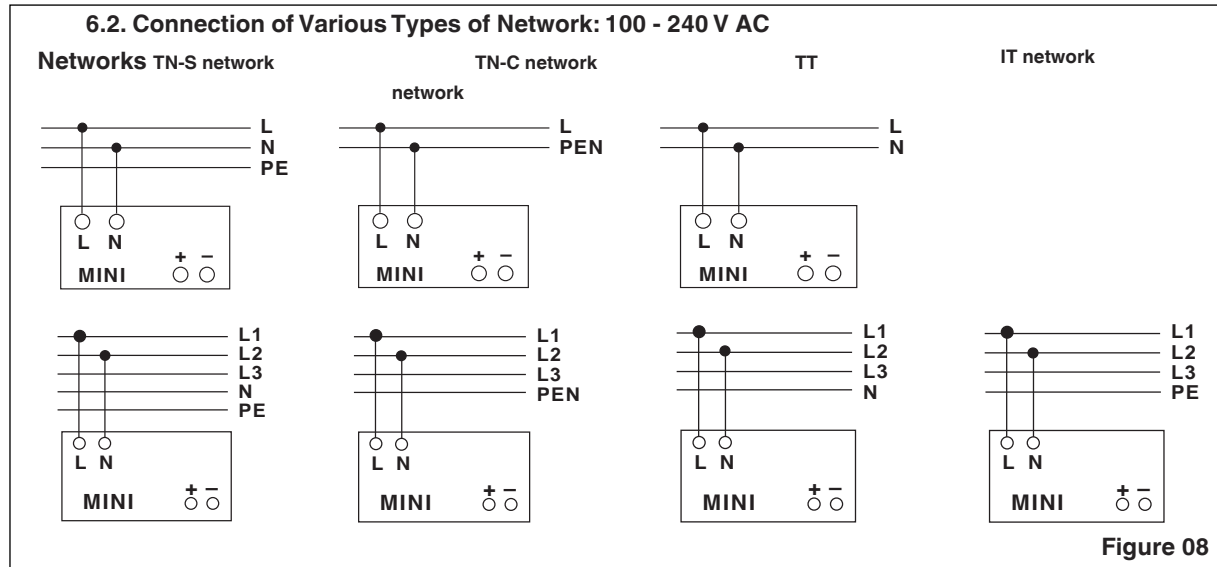 6.2. Connection of Various Types of Network: 100 - 240 V AC
Networks TN-S network TN-C network TT IT network
network
L
N
PE
L N
+ −
MINI
L
PEN
L N
+ −
MINI
L
N
L N
+ −
MINI
L1
L2
L3
N
PE
L N
+ −
MINI
L1
L2
L3
PEN
L N
+ −
MINI
L1
L2
L3
N
L N
+ −
MINI
L1
L2
L3
PE
L N
+ −
MINI
Figure 08